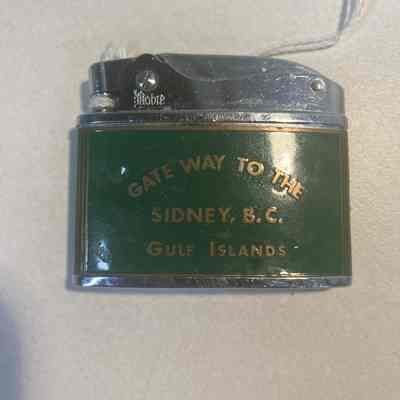 GATE WAY TO THE
SIDNEY, B.C.
GULF ISLANDS